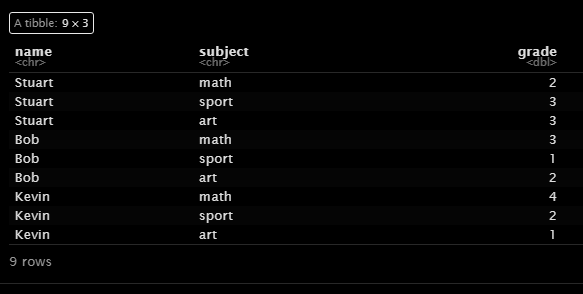 A tibble: 9 × 3
name subject grade
<chr> <chr> <dbl>
Stuart math 2
Stuart sport 3
Stuart art 3
Bob math 3
Bob sport 1
Bob art 2
Kevin math 4
Kevin sport 2
Kevin art 1
9 rows